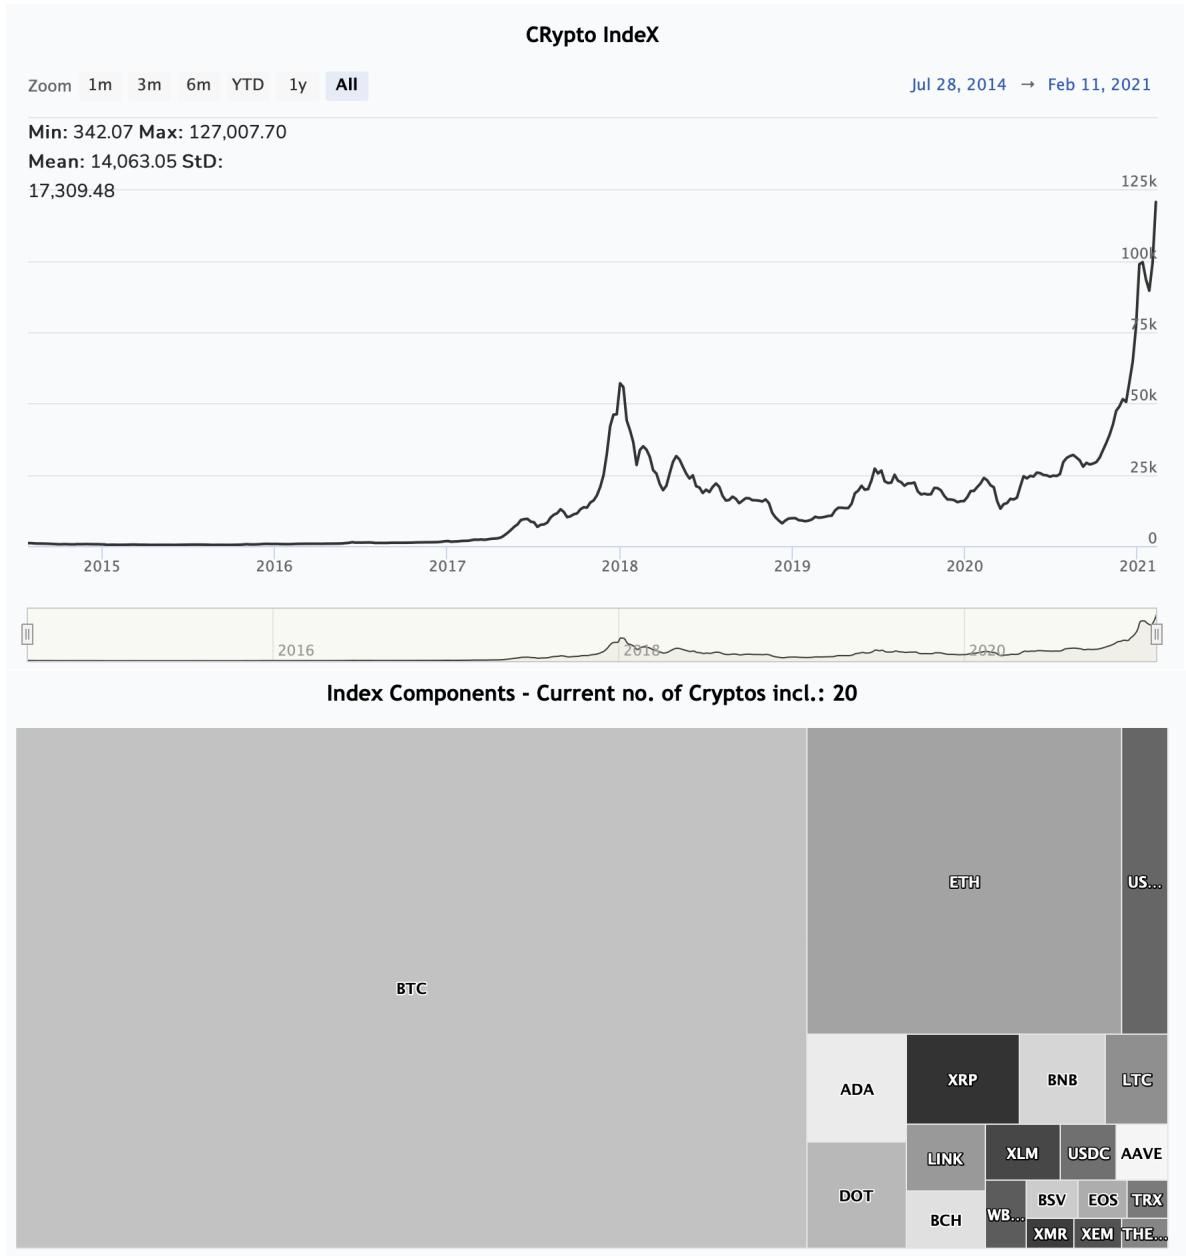 CRypto IndeX
Zoom 1m 3m 6m YTD 1y All Jul 28, 2014 → Feb 11, 2021
Min: 342.07 Max: 127,007.70
Mean: 14,063.05 StD:
17,309.48
125k
100k
75k
50k
25k
0
2015 2016 2017 2018 2019 2020 2021
2016 2018 2020
Index Components - Current no. of Cryptos incl.: 20
BTC
ETH
US...
ADA
XRP
BNB
LTC
DOT
LINK
BCH
XLM
USDC
AAVE
WB...
BSV
EOS
TRX
XMR
XEM
THE...